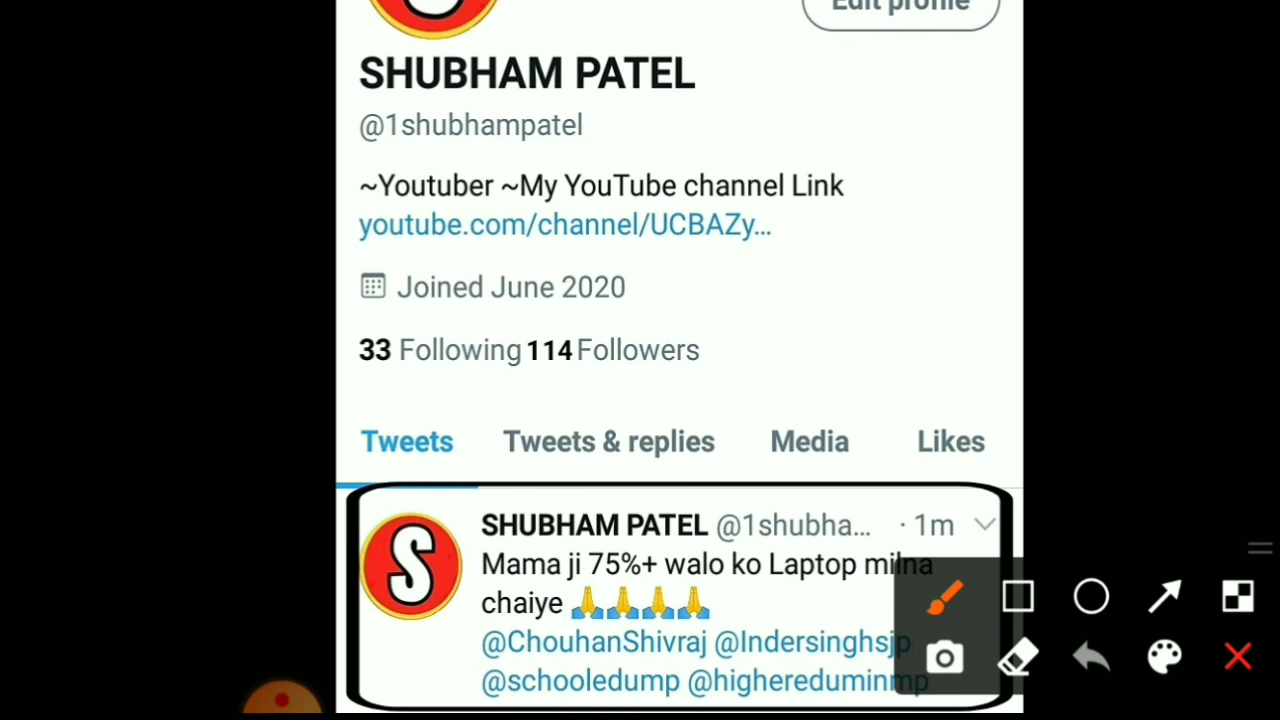 Edit profile
SHUBHAM PATEL
@1shubhampatel
~Youtuber ~My YouTube channel Link
youtube.com/channel/UCBAZy...
Joined June 2020
33 Following 114 Followers
Tweets Tweets & replies Media Likes
S SHUBHAM PATEL @1shubha... · 1m
Mama ji 75%+ walo ko Laptop milna
chaiye 🙏🙏🙏🙏
@ChouhanShivraj @Indersinghsjp
@schooledump @highereduminmp